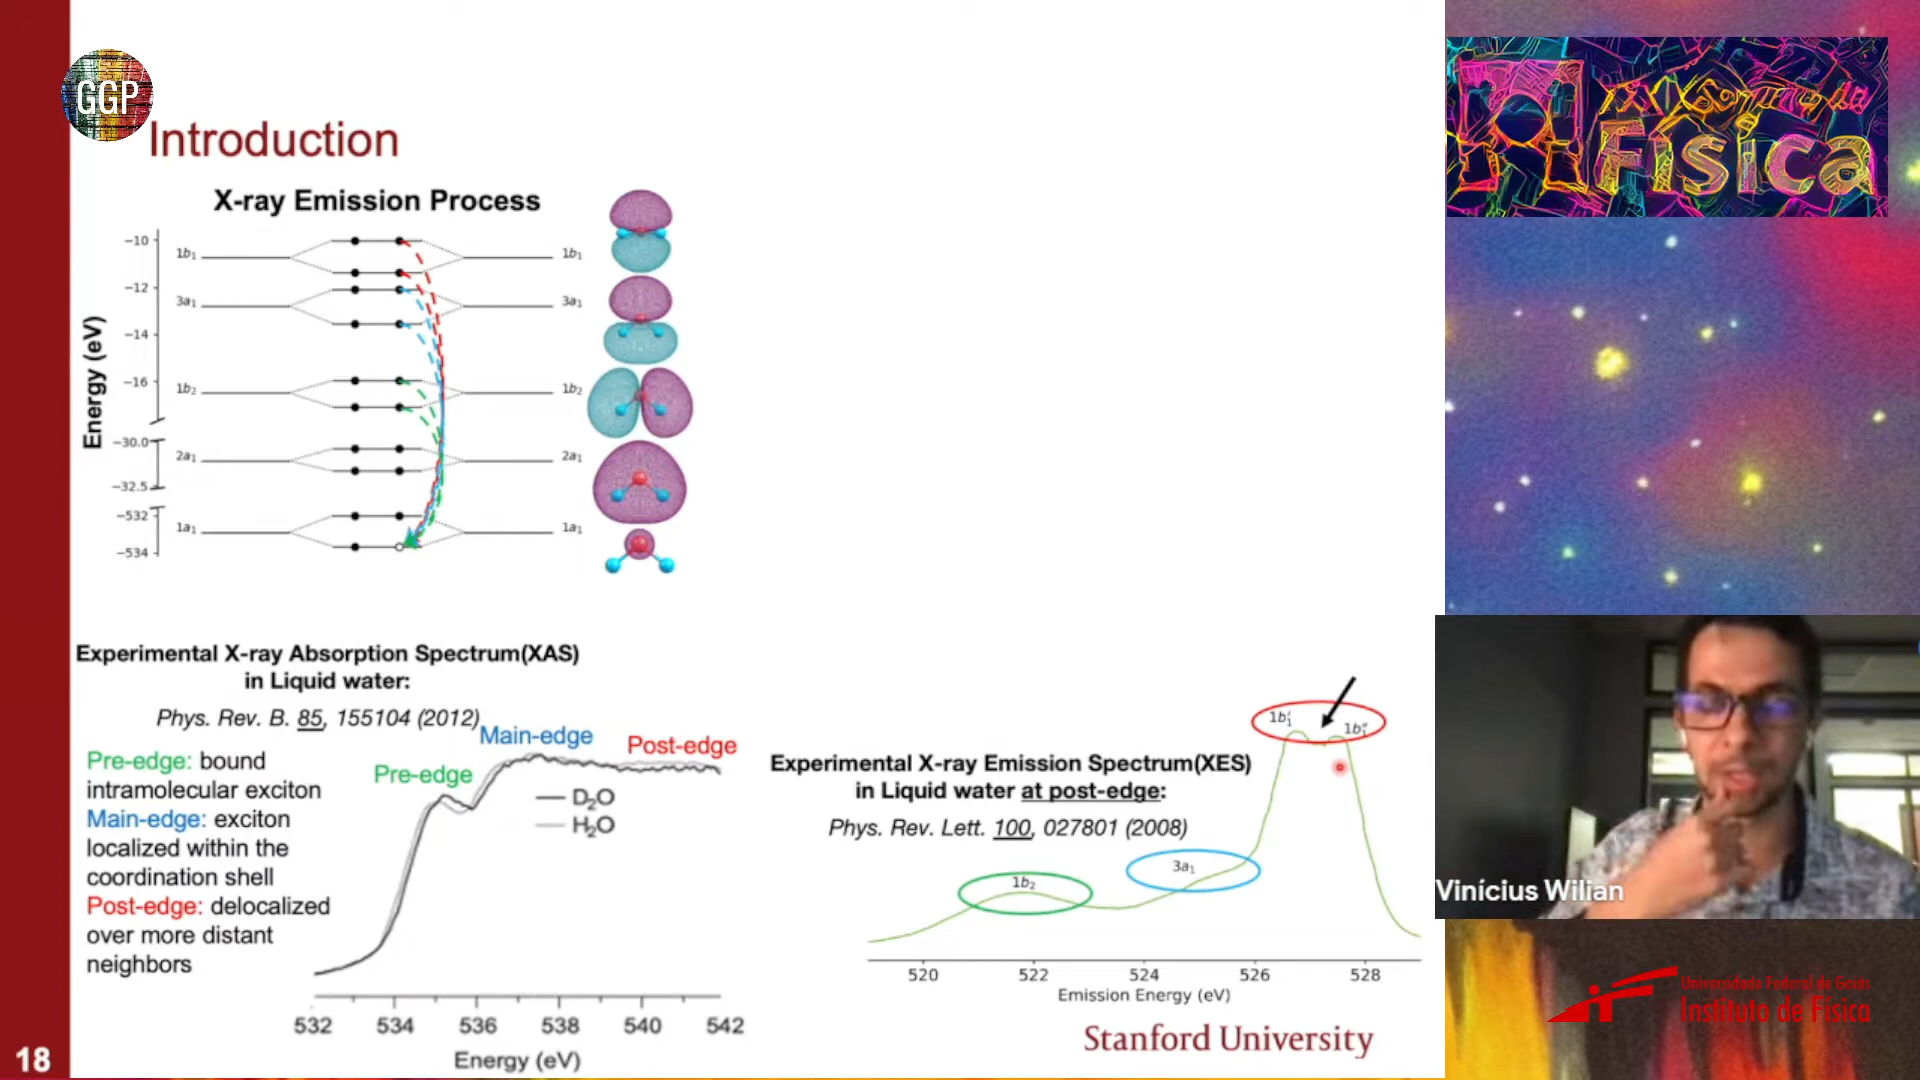 GGP
Introduction
X-ray Emission Process
Energy (eV)
−10
−12
−14
−16
−30.0
−32.5
−532
−534
1b₁
3a₁
1b₂
2a₁
1a₁
1b₁
3a₁
1b₂
2a₁
1a₁
Experimental X-ray Absorption Spectrum(XAS)
in Liquid water:
Phys. Rev. B. 85, 155104 (2012)
Pre-edge: bound
intramolecular exciton
Main-edge: exciton
localized within the
coordination shell
Post-edge: delocalized
over more distant
neighbors
Pre-edge
Main-edge
Post-edge
D₂O
H₂O
532 534 536 538 540 542
Energy (eV)
Experimental X-ray Emission Spectrum(XES)
in Liquid water at post-edge:
Phys. Rev. Lett. 100, 027801 (2008)
1b₂
3a₁
1b₁′
1b₁″
520 522 524 526 528
Emission Energy (eV)
Stanford University
18
Física
Vinícius Wilian
Universidade Federal de Goiás
Instituto de Física